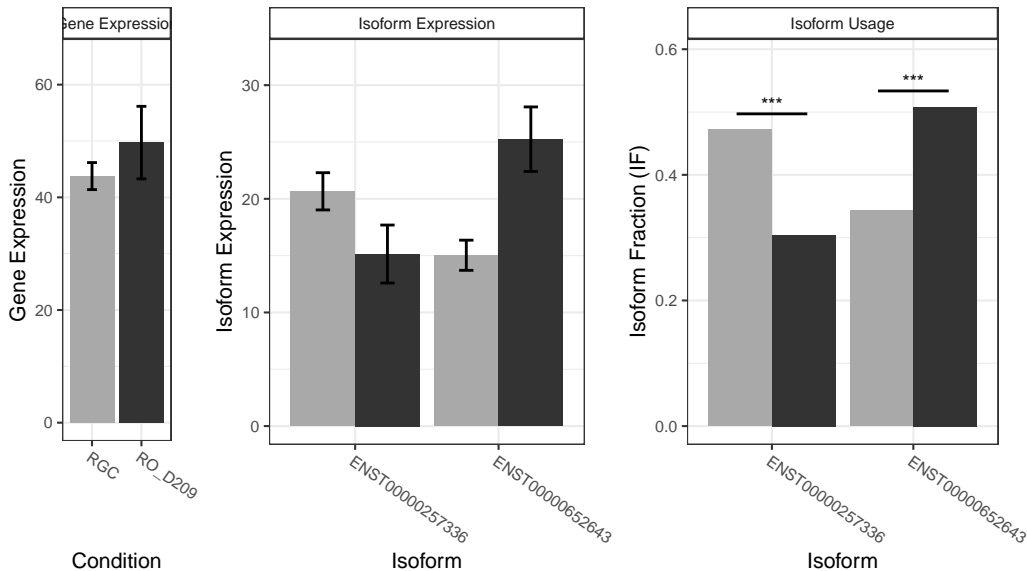 Gene Expression
Gene Expression
60
40
20
0
RGC
RO_D209
Condition
Isoform Expression
Isoform Expression
30
20
10
0
ENST00000257336
ENST00000652643
Isoform
Isoform Usage
Isoform Fraction (IF)
0.6
0.4
0.2
0.0
***
***
ENST00000257336
ENST00000652643
Isoform